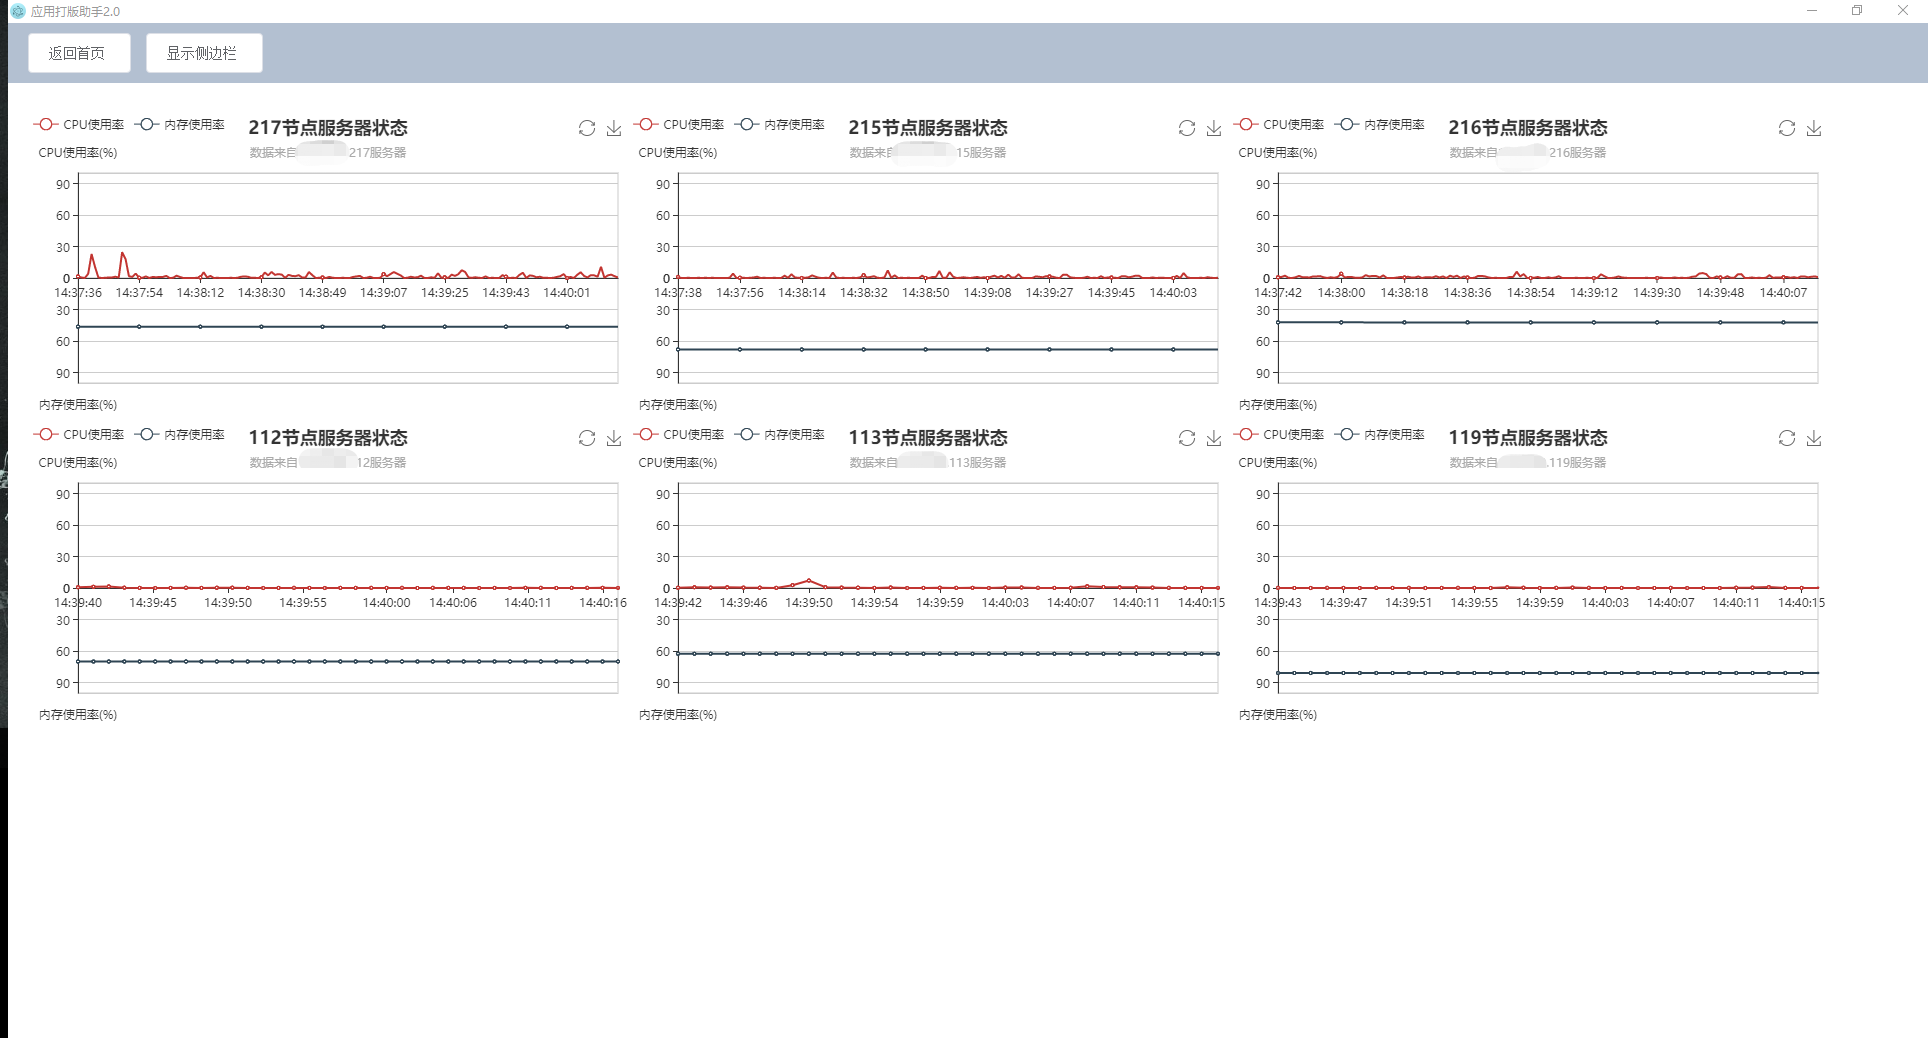 应用打版助手2.0
返回首页 显示侧边栏
CPU使用率 内存使用率 217节点服务器状态
CPU使用率(%) 数据来自 217服务器
90
60
30
0
14:37:36 14:37:54 14:38:12 14:38:30 14:38:49 14:39:07 14:39:25 14:39:43 14:40:01
30
60
90
内存使用率(%)
CPU使用率 内存使用率 215节点服务器状态
CPU使用率(%) 数据来自 15服务器
90
60
30
0
14:37:38 14:37:56 14:38:14 14:38:32 14:38:50 14:39:08 14:39:27 14:39:45 14:40:03
30
60
90
内存使用率(%)
CPU使用率 内存使用率 216节点服务器状态
CPU使用率(%) 数据来自 216服务器
90
60
30
0
14:37:42 14:38:00 14:38:18 14:38:36 14:38:54 14:39:12 14:39:30 14:39:48 14:40:07
30
60
90
内存使用率(%)
CPU使用率 内存使用率 112节点服务器状态
CPU使用率(%) 数据来自 12服务器
90
60
30
0
14:39:40 14:39:45 14:39:50 14:39:55 14:40:00 14:40:06 14:40:11 14:40:16
30
60
90
内存使用率(%)
CPU使用率 内存使用率 113节点服务器状态
CPU使用率(%) 数据来自 .113服务器
90
60
30
0
14:39:42 14:39:46 14:39:50 14:39:54 14:39:59 14:40:03 14:40:07 14:40:11 14:40:15
30
60
90
内存使用率(%)
CPU使用率 内存使用率 119节点服务器状态
CPU使用率(%) 数据来自 .119服务器
90
60
30
0
14:39:43 14:39:47 14:39:51 14:39:55 14:39:59 14:40:03 14:40:07 14:40:11 14:40:15
30
60
90
内存使用率(%)